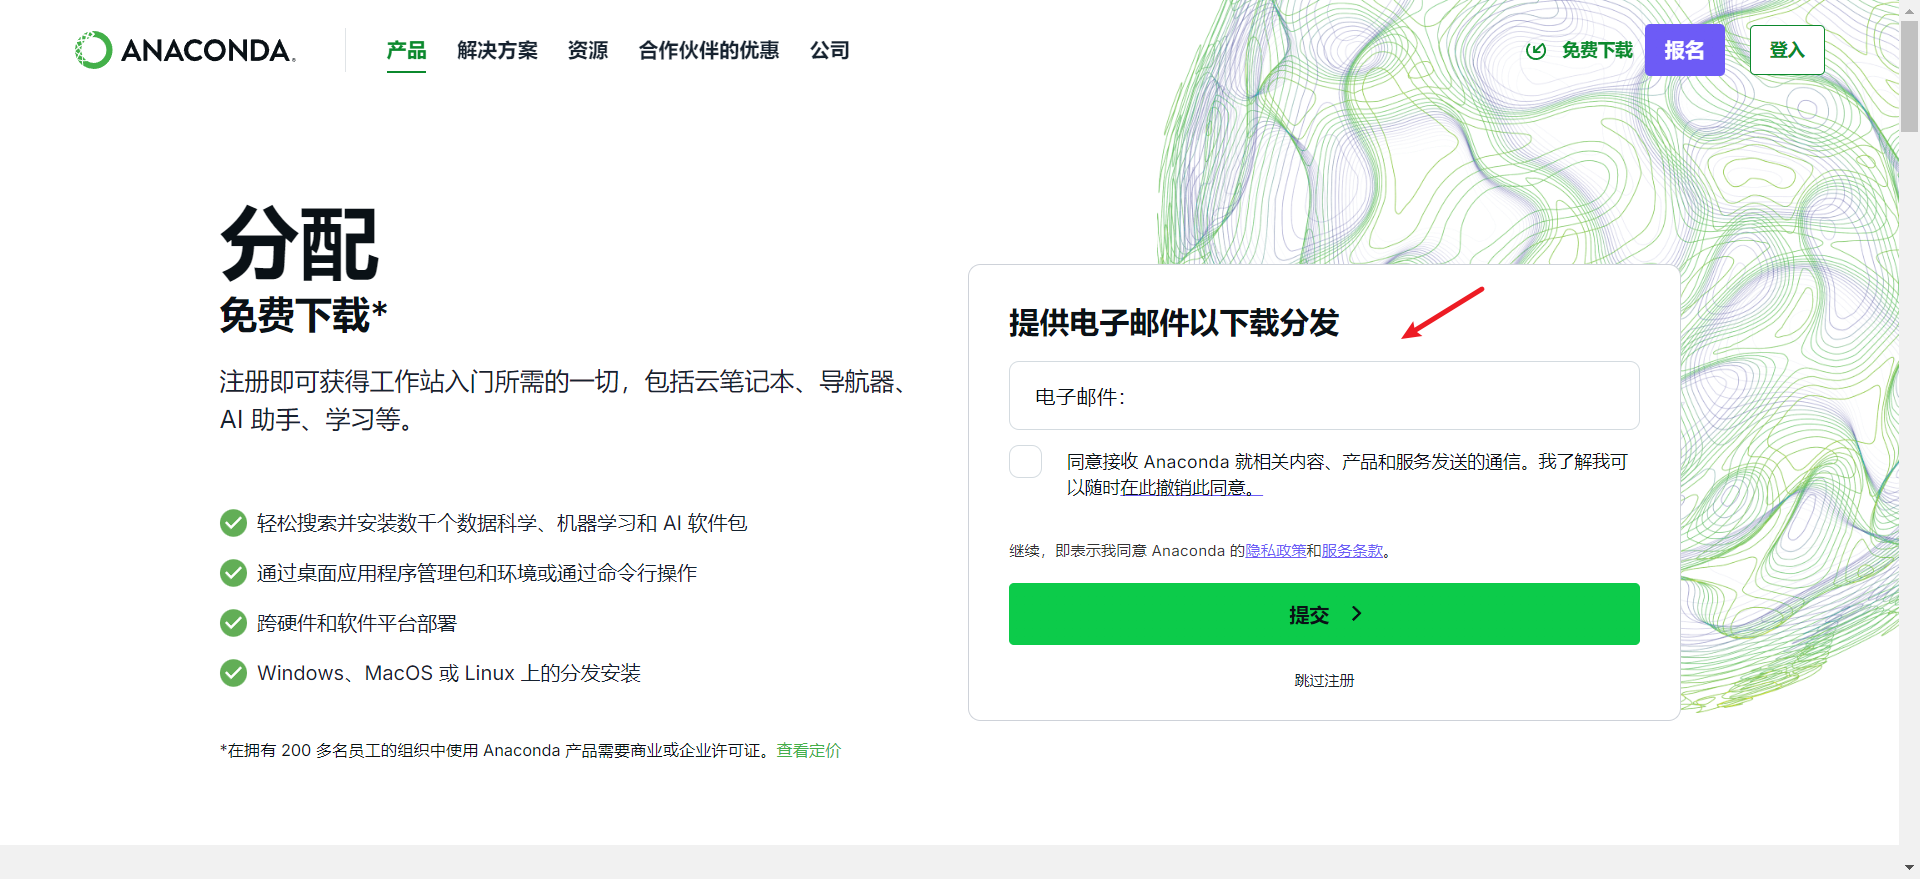 ANACONDA.
产品
解决方案
资源
合作伙伴的优惠
公司
免费下载
报名
登入
分配
免费下载*
注册即可获得工作站入门所需的一切，包括云笔记本、导航器、
AI 助手、学习等。
轻松搜索并安装数千个数据科学、机器学习和 AI 软件包
通过桌面应用程序管理包和环境或通过命令行操作
跨硬件和软件平台部署
Windows、MacOS 或 Linux 上的分发安装
*在拥有 200 多名员工的组织中使用 Anaconda 产品需要商业或企业许可证。查看定价
提供电子邮件以下载分发
电子邮件：
同意接收 Anaconda 就相关内容、产品和服务发送的通信。我了解我可
以随时在此撤销此同意。
继续，即表示我同意 Anaconda 的隐私政策和服务条款。
提交
跳过注册